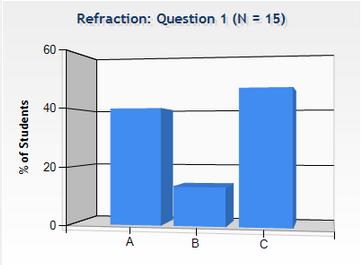 Refraction: Question 1 (N = 15)
60
40
20
0
% of Students
A
B
C